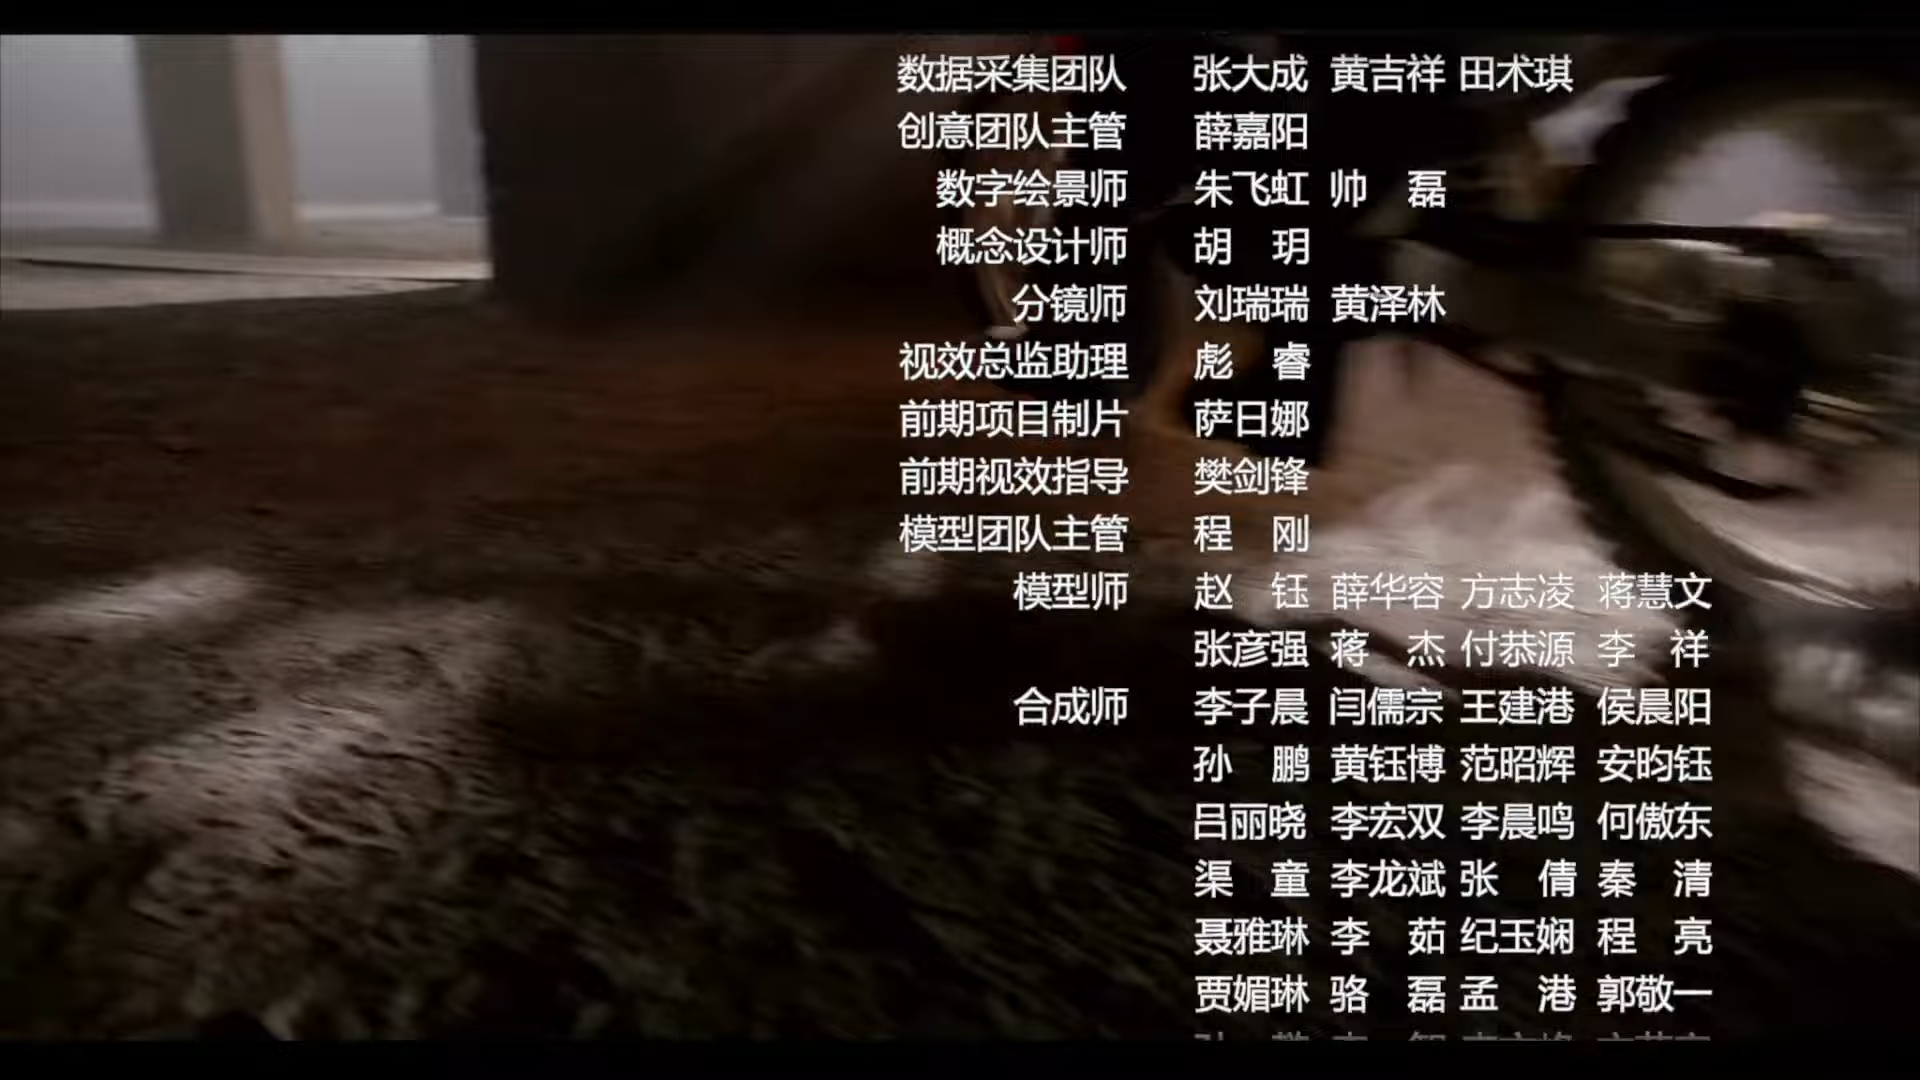 数据采集团队 张大成 黄吉祥 田术琪
创意团队主管 薛嘉阳
数字绘景师 朱飞虹 帅 磊
概念设计师 胡 玥
分镜师 刘瑞瑞 黄泽林
视效总监助理 彪 睿
前期项目制片 萨日娜
前期视效指导 樊剑锋
模型团队主管 程 刚
模型师 赵 钰 薛华容 方志凌 蒋慧文
张彦强 蒋 杰 付恭源 李 祥
合成师 李子晨 闫儒宗 王建港 侯晨阳
孙 鹏 黄钰博 范昭辉 安昀钰
吕丽晓 李宏双 李晨鸣 何傲东
渠 童 李龙斌 张 倩 秦 清
聂雅琳 李 茹 纪玉娴 程 亮
贾媚琳 骆 磊 孟 港 郭敬一